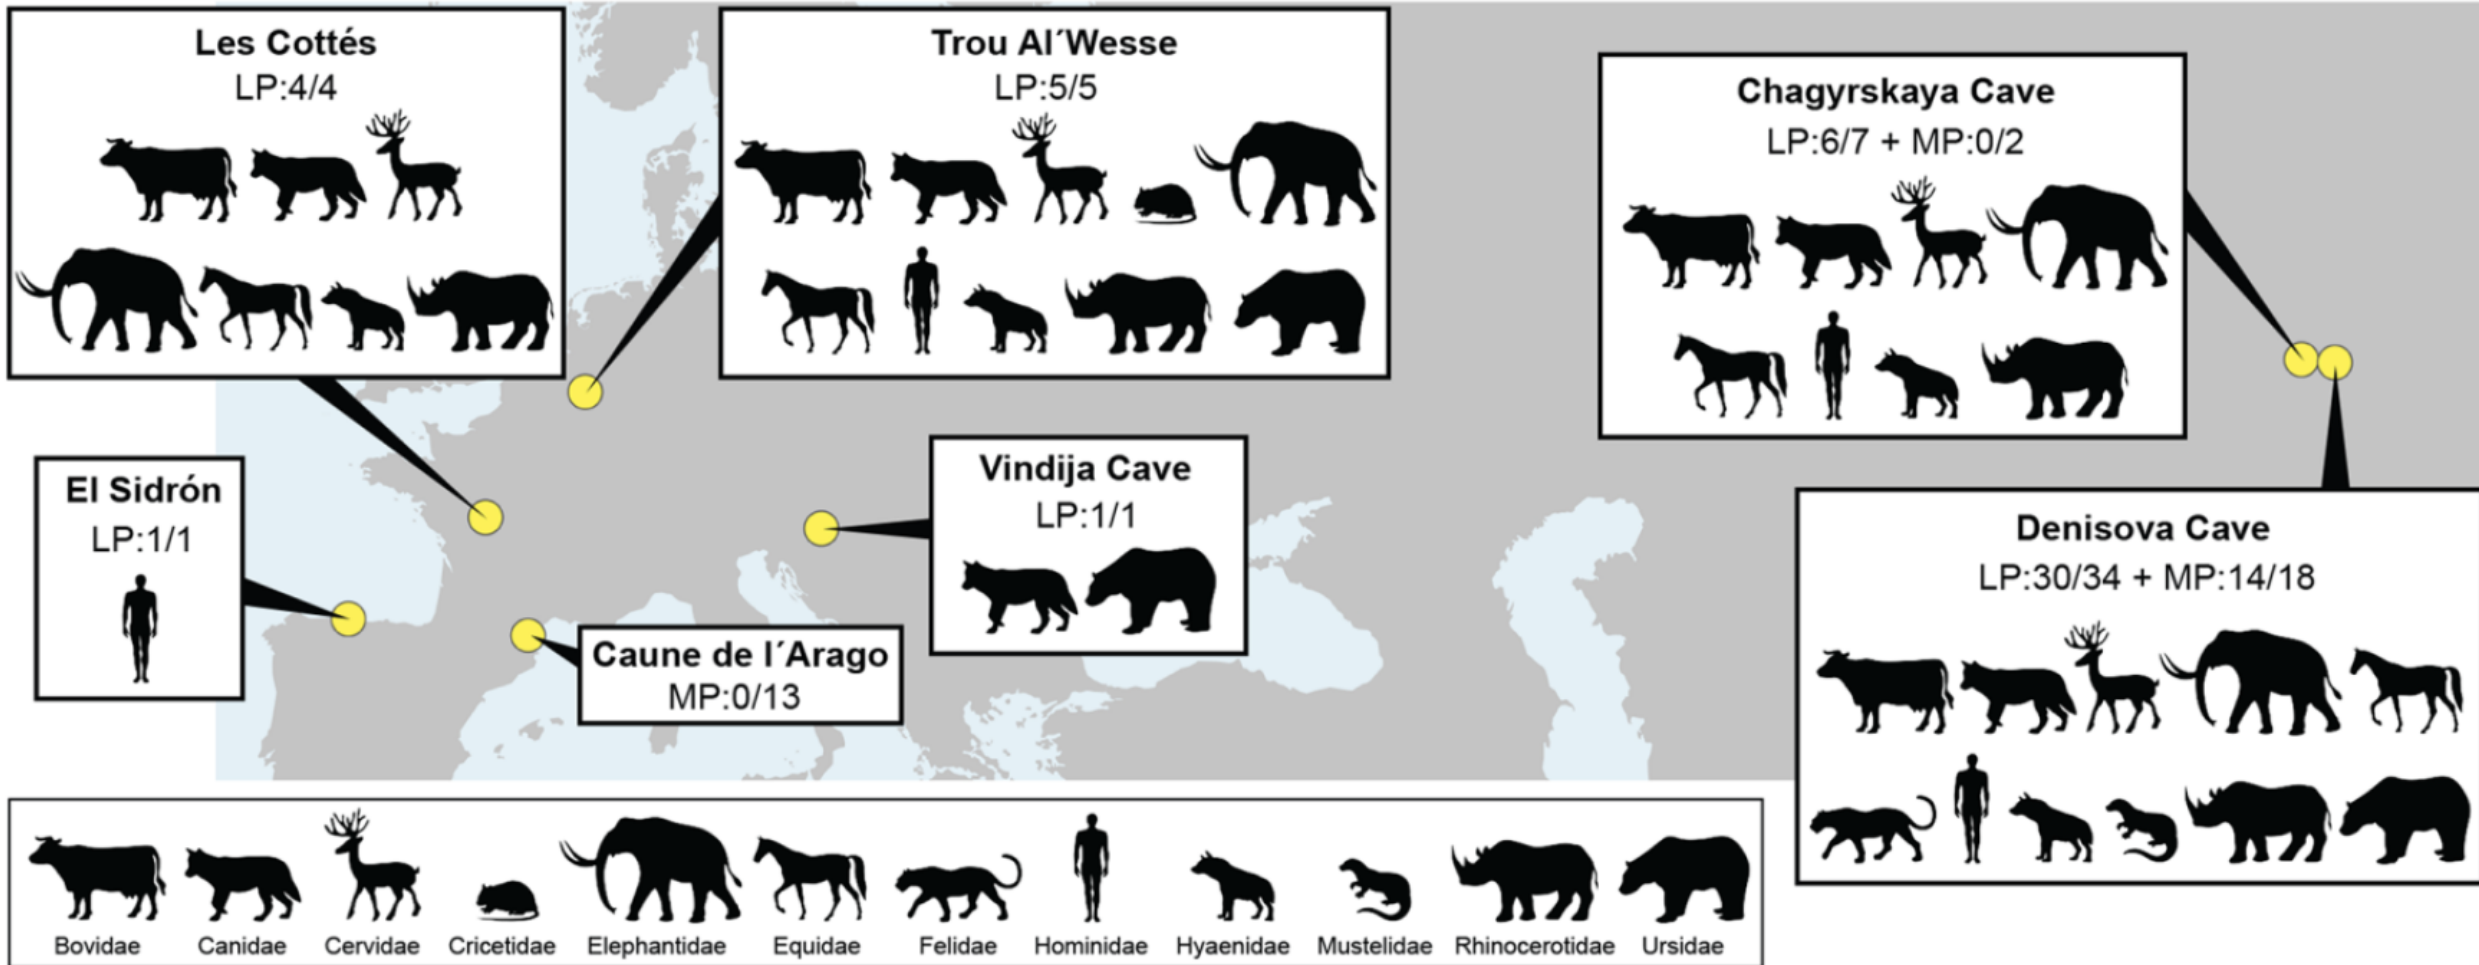 Les Cottés
LP:4/4
Trou Al´Wesse
LP:5/5
Chagyrskaya Cave
LP:6/7 + MP:0/2
El Sidrón
LP:1/1
Vindija Cave
LP:1/1
Caune de l´Arago
MP:0/13
Denisova Cave
LP:30/34 + MP:14/18
Bovidae Canidae Cervidae Cricetidae Elephantidae Equidae Felidae Hominidae Hyaenidae Mustelidae Rhinocerotidae Ursidae